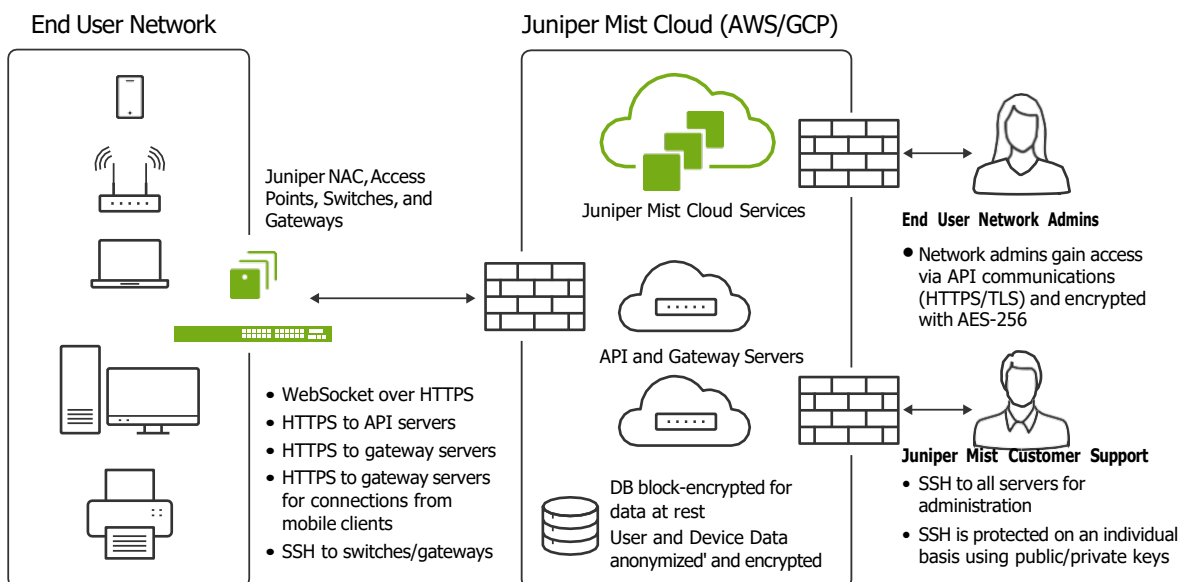 End User Network
Juniper Mist Cloud (AWS/GCP)
Juniper NAC, Access
Points, Switches, and
Gateways
• WebSocket over HTTPS
• HTTPS to API servers
• HTTPS to gateway servers
• HTTPS to gateway servers
for connections from
mobile clients
• SSH to switches/gateways
Juniper Mist Cloud Services
API and Gateway Servers
DB block-encrypted for
data at rest
User and Device Data
anonymized' and encrypted
End User Network Admins
• Network admins gain access
via API communications
(HTTPS/TLS) and encrypted
with AES-256
Juniper Mist Customer Support
• SSH to all servers for
administration
• SSH is protected on an individual
basis using public/private keys